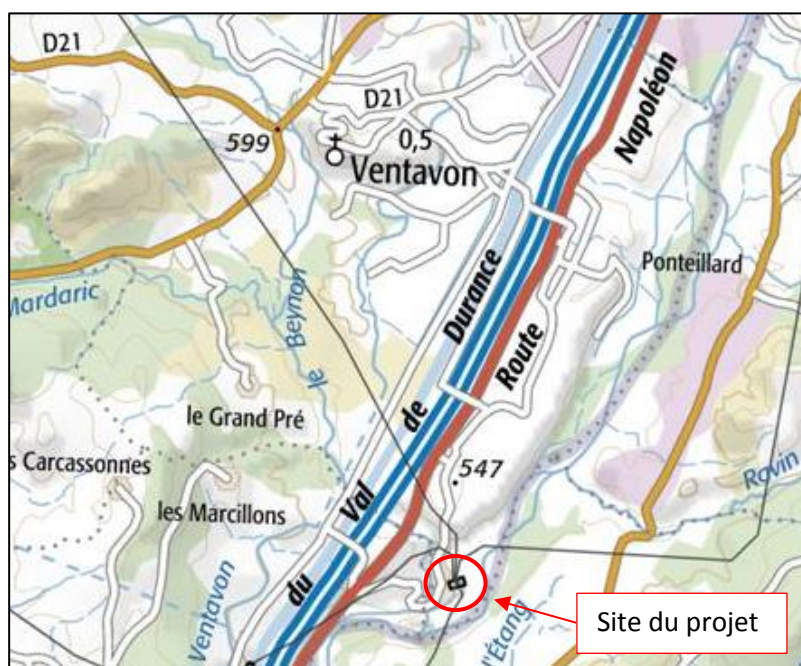 D21
D21
Napoléon
599
0,5
Ventavon
Ponteillard
Mardaric
le Beynon
Durance
Route
de
le Grand Pré
s Carcassonnes
547
Ravin
les Marcillons
Val
du
Ventavon
l'Étang
Site du projet